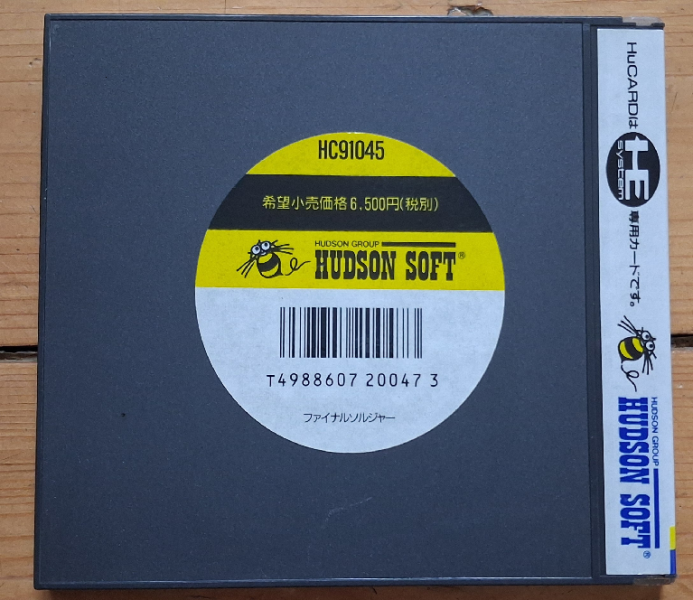 HC91045
希望小売価格6,500円(税別)
HUDSON GROUP
HUDSON SOFT®
T4988607 20047 3
ファイナルソルジャー
HuCARDは
HE
system
専用カードです。
HUDSON GROUP
HUDSON SOFT®